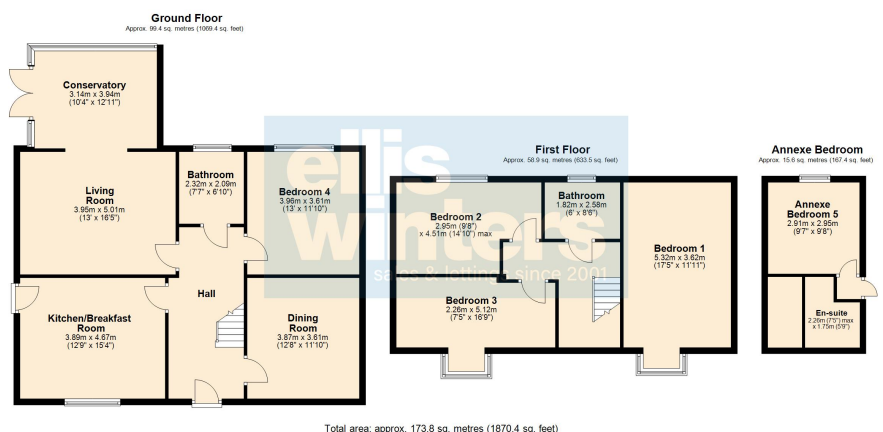 Ground Floor
Approx. 99.4 sq. metres (1069.4 sq. feet)
Conservatory
3.14m x 3.94m
(10'4" x 12'11")
Living
Room
3.95m x 5.01m
(13' x 16'5")
Bathroom
2.32m x 2.09m
(7'7" x 6'10")
Bedroom 4
3.96m x 3.61m
(13' x 11'10")
Hall
Kitchen/Breakfast
Room
3.89m x 4.67m
(12'9" x 15'4")
Dining
Room
3.87m x 3.61m
(12'8" x 11'10")
First Floor
Approx. 58.9 sq. metres (633.5 sq. feet)
Bedroom 2
2.95m (9'8")
x 4.51m (14'10") max
Bathroom
1.82m x 2.58m
(6' x 8'6")
Bedroom 1
5.32m x 3.62m
(17'5" x 11'11")
Bedroom 3
2.26m x 5.12m
(7'5" x 16'9")
Annexe Bedroom
Approx. 15.6 sq. metres (167.4 sq. feet)
Annexe
Bedroom 5
2.91m x 2.95m
(9'7" x 9'8")
En-suite
2.26m (7'5") max
x 1.75m (5'9")
ellis
winters
sales & lettings since 2001
Total area: approx. 173.8 sq. metres (1870.4 sq. feet)